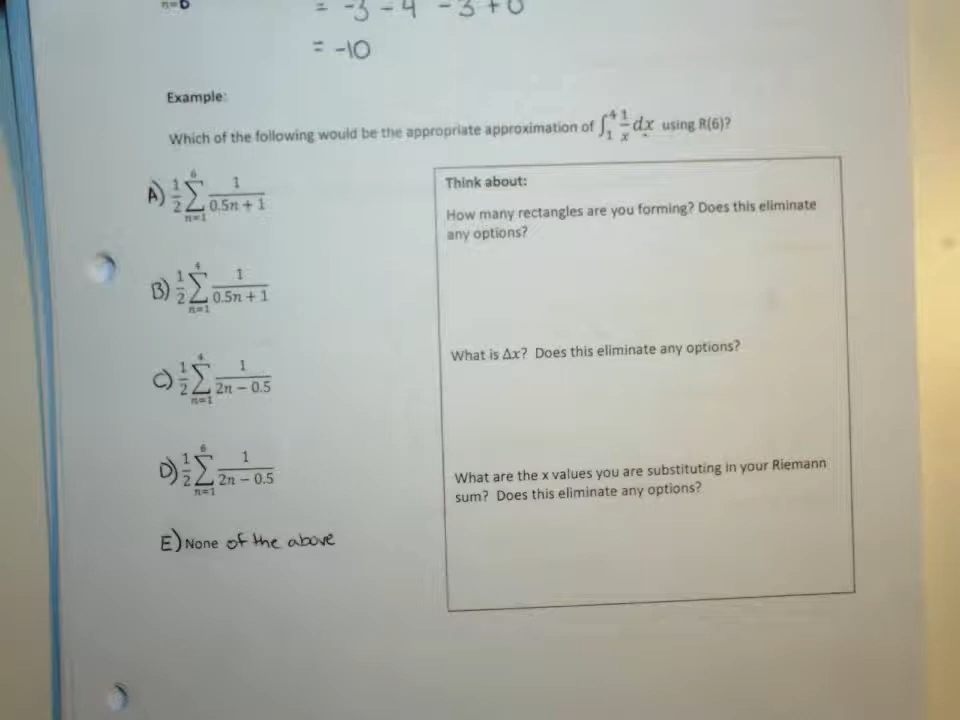 n=0
= -3 - 4 - 3 + 0
= -10
Example:
Which of the following would be the appropriate approximation of ∫₁⁴ 1/x dx using R(6)?
A) 1/2 ∑_{n=1}^{6} 1/(0.5n + 1)
B) 1/2 ∑_{n=1}^{4} 1/(0.5n + 1)
C) 1/2 ∑_{n=1}^{4} 1/(2n − 0.5)
D) 1/2 ∑_{n=1}^{6} 1/(2n − 0.5)
E) None of the above
Think about:
How many rectangles are you forming? Does this eliminate
any options?
What is Δx? Does this eliminate any options?
What are the x values you are substituting in your Riemann
sum? Does this eliminate any options?